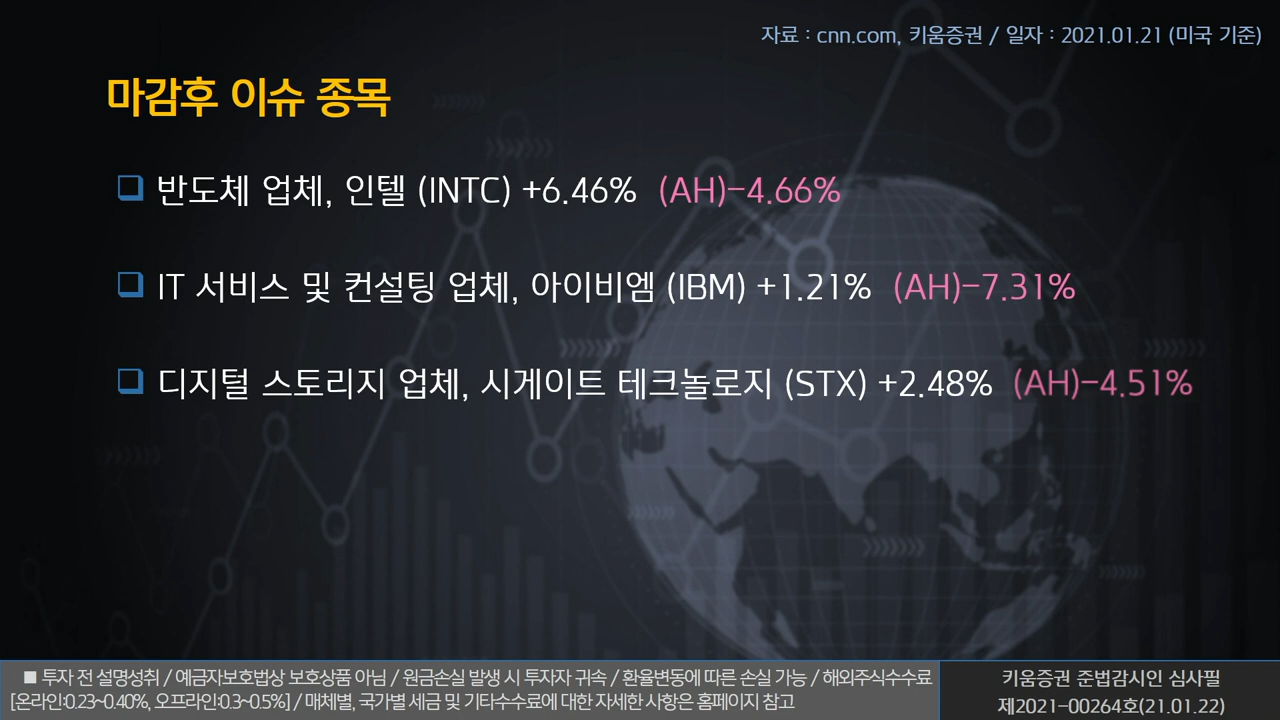 자료 : cnn.com, 키움증권 / 일자 : 2021.01.21 (미국 기준)
마감후 이슈 종목
❑ 반도체 업체, 인텔 (INTC) +6.46% (AH)-4.66%
❑ IT 서비스 및 컨설팅 업체, 아이비엠 (IBM) +1.21% (AH)-7.31%
❑ 디지털 스토리지 업체, 시게이트 테크놀로지 (STX) +2.48% (AH)-4.51%
■ 투자 전 설명성취 / 예금자보호법상 보호상품 아님 / 원금손실 발생 시 투자자 귀속 / 환율변동에 따른 손실 가능 / 해외주식수수료
[온라인:0.23~0.40%, 오프라인:0.3~0.5%] / 매체별, 국가별 세금 및 기타수수료에 대한 자세한 사항은 홈페이지 참고
키움증권 준법감시인 심사필
제2021-00264호(21.01.22)